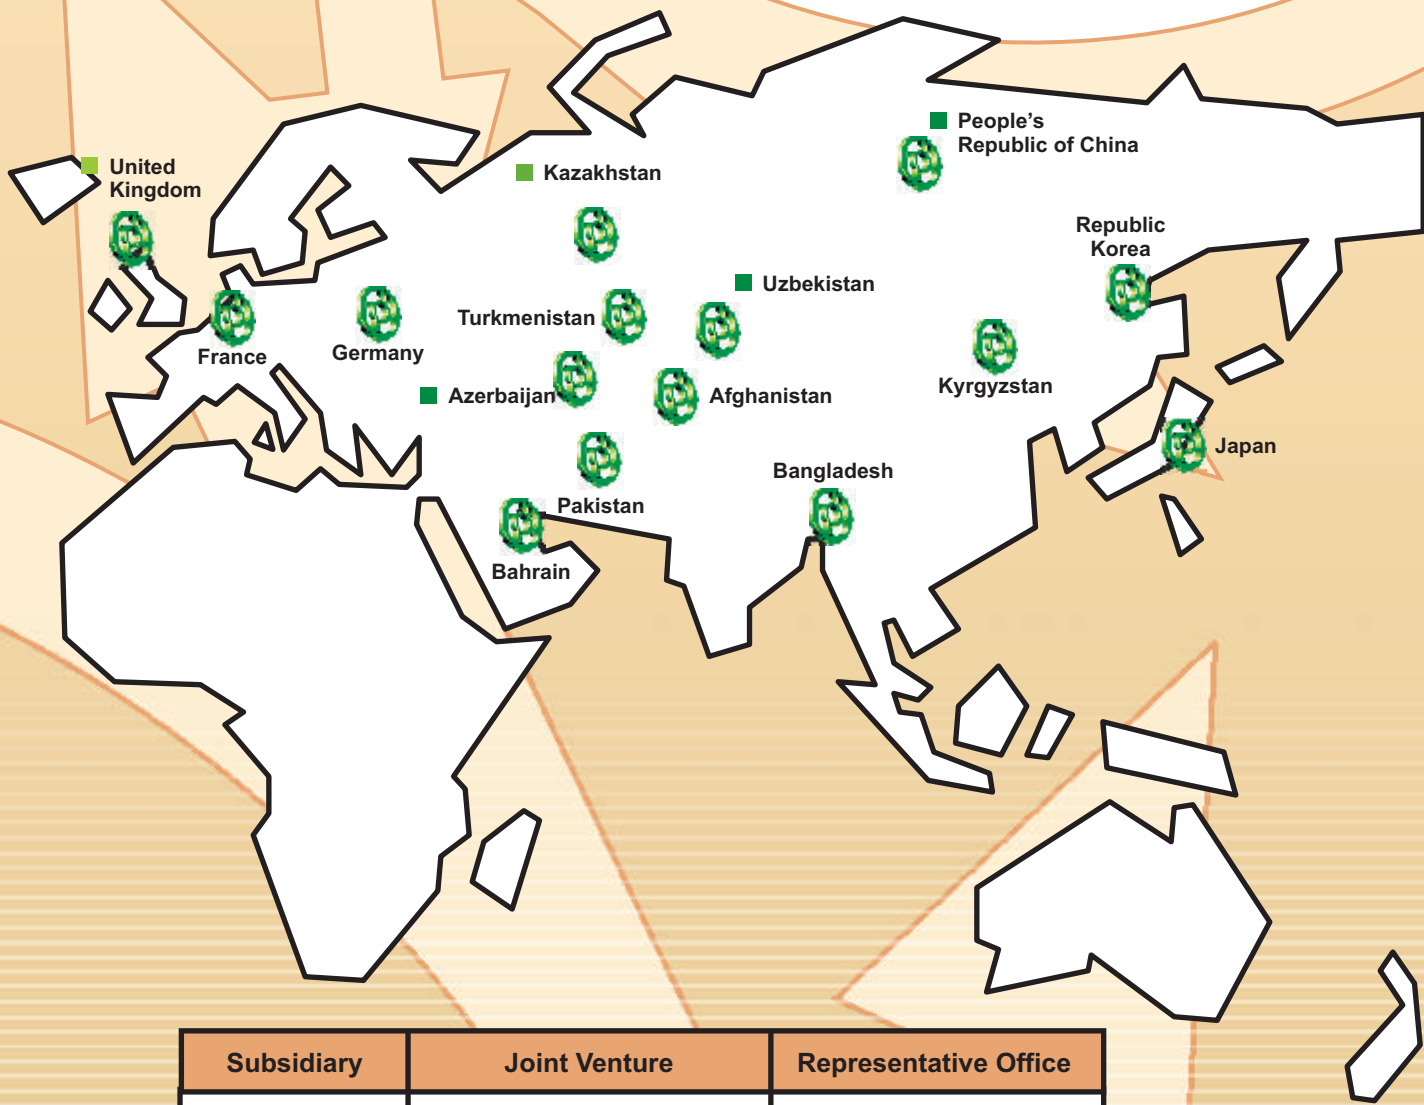 People's
Republic of China
United
Kingdom
Kazakhstan
Republic
Korea
Uzbekistan
Turkmenistan
France
Germany
Kyrgyzstan
Azerbaijan
Afghanistan
Japan
Bangladesh
Pakistan
Bahrain
Subsidiary
Joint Venture
Representative Office